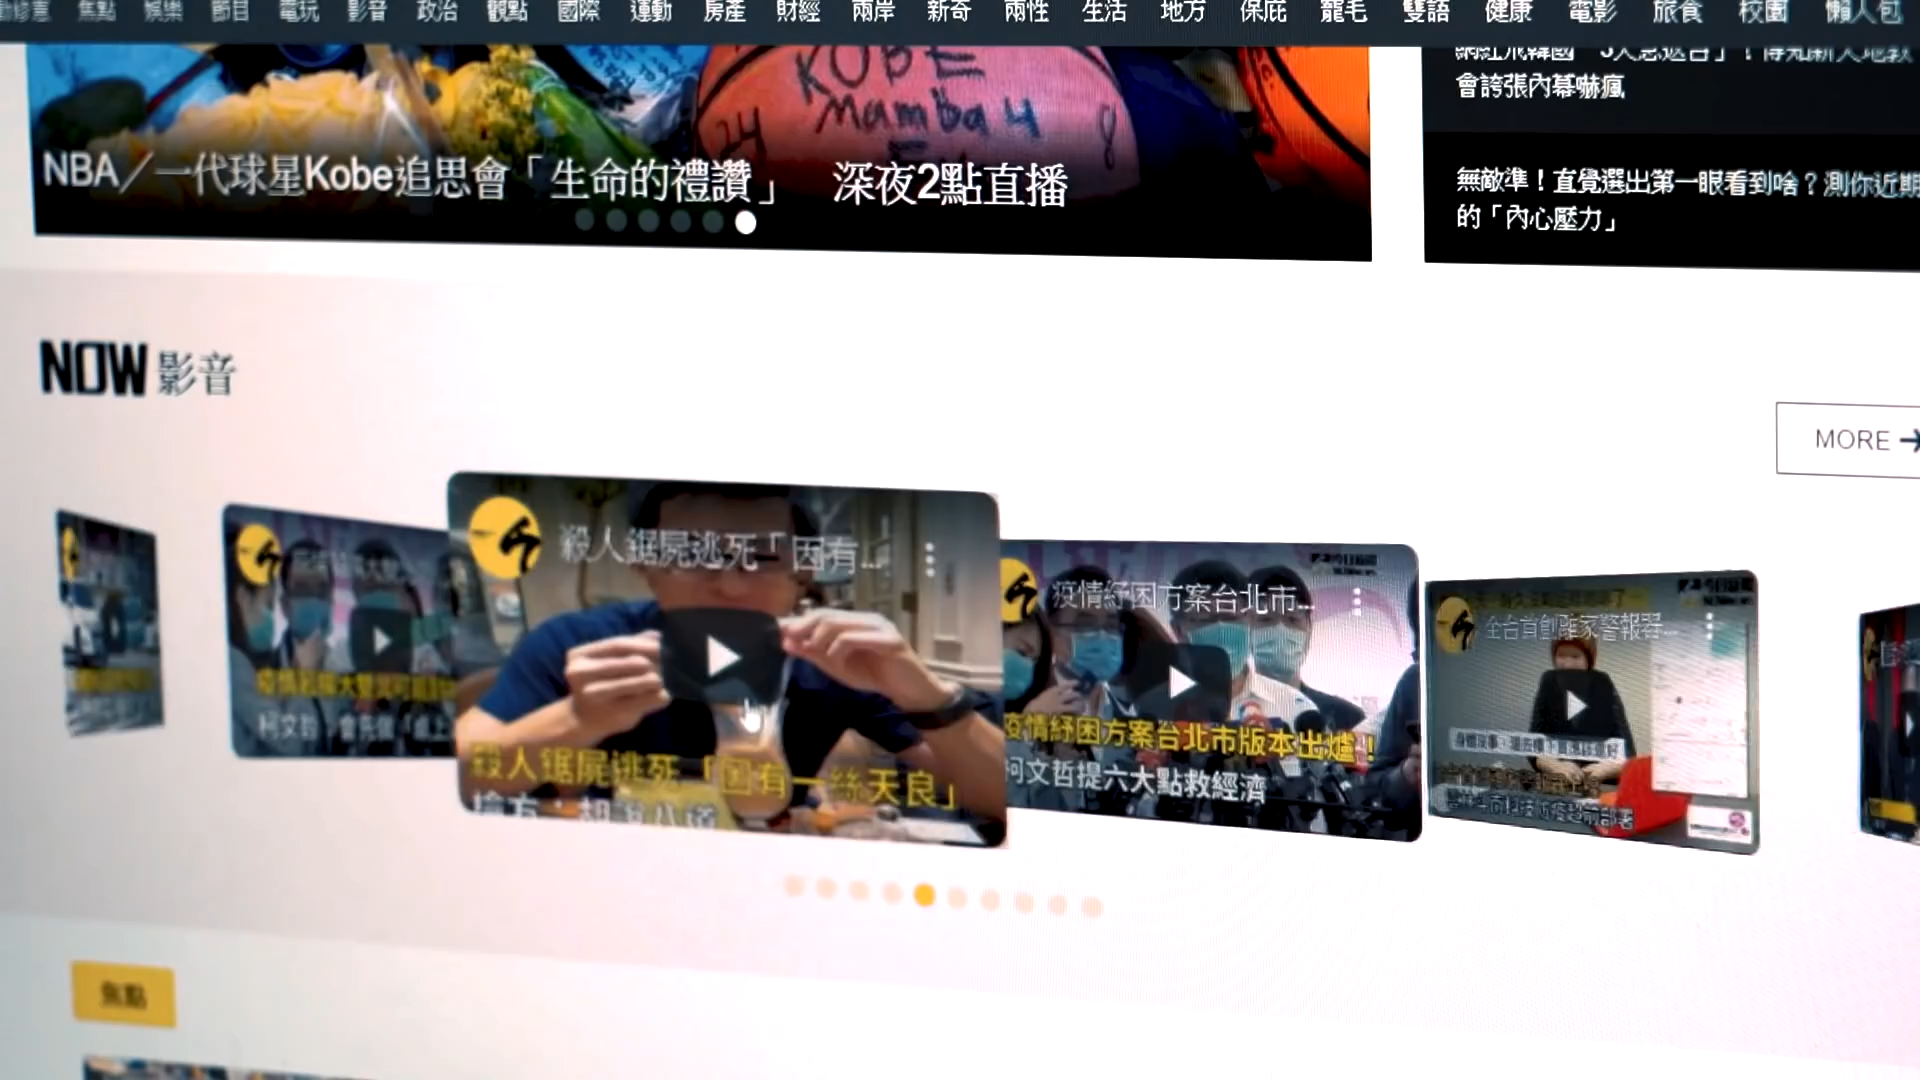 焦點 娛樂 節目 電玩 影音 政治 觀點 國際 運動 房產 財經 兩岸 新奇 兩性 生活 地方 保庇 寵毛 雙語 健康 電影 旅食 校園 懶人包
KOBE
Mamba 4
24
8
NBA／一代球星Kobe追思會「生命的禮讚」 深夜2點直播
會誇張內幕嚇瘋
無敵準！直覺選出第一眼看到啥？測你近期
的「內心壓力」
NOW影音
MORE
殺人鋸屍逃死「因有...
殺人鋸屍逃死「因有一絲天良」
疫情紓困方案台北市...
疫情紓困方案台北市版本出爐！
柯文哲提六大點救經濟
全台首創離家警報器...
焦點